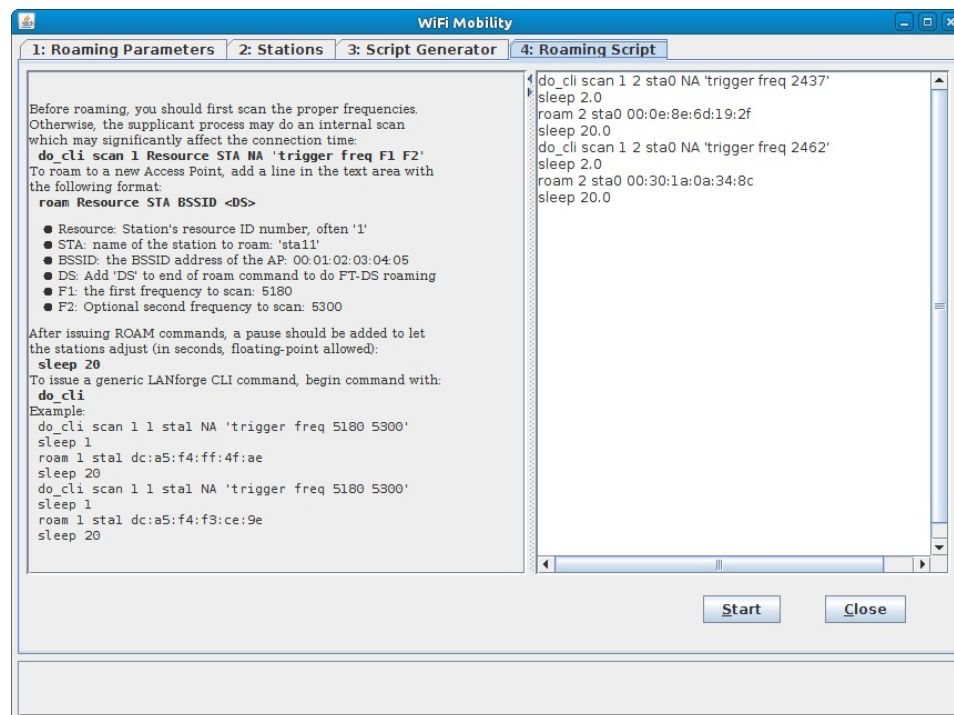 WiFi Mobility
1: Roaming Parameters
2: Stations
3: Script Generator
4: Roaming Script
Before roaming, you should first scan the proper frequencies.
Otherwise, the supplicant process may do an internal scan
which may significantly affect the connection time:
do_cli scan 1 Resource STA NA 'trigger freq F1 F2'
To roam to a new Access Point, add a line in the text area with
the following format:
roam Resource STA BSSID <DS>
● Resource: Station's resource ID number, often '1'
● STA: name of the station to roam: 'sta11'
● BSSID: the BSSID address of the AP: 00:01:02:03:04:05
● DS: Add 'DS' to end of roam command to do FT-DS roaming
● F1: the first frequency to scan: 5180
● F2: Optional second frequency to scan: 5300
After issuing ROAM commands, a pause should be added to let
the stations adjust (in seconds, floating-point allowed):
sleep 20
To issue a generic LANforge CLI command, begin command with:
do_cli
Example:
do_cli scan 1 1 sta1 NA 'trigger freq 5180 5300'
sleep 1
roam 1 sta1 dc:a5:f4:ff:4f:ae
sleep 20
do_cli scan 1 1 sta1 NA 'trigger freq 5180 5300'
sleep 1
roam 1 sta1 dc:a5:f4:f3:ce:9e
sleep 20
do_cli scan 1 2 sta0 NA 'trigger freq 2437'
sleep 2.0
roam 2 sta0 00:0e:8e:6d:19:2f
sleep 20.0
do_cli scan 1 2 sta0 NA 'trigger freq 2462'
sleep 2.0
roam 2 sta0 00:30:1a:0a:34:8c
sleep 20.0
Start
Close